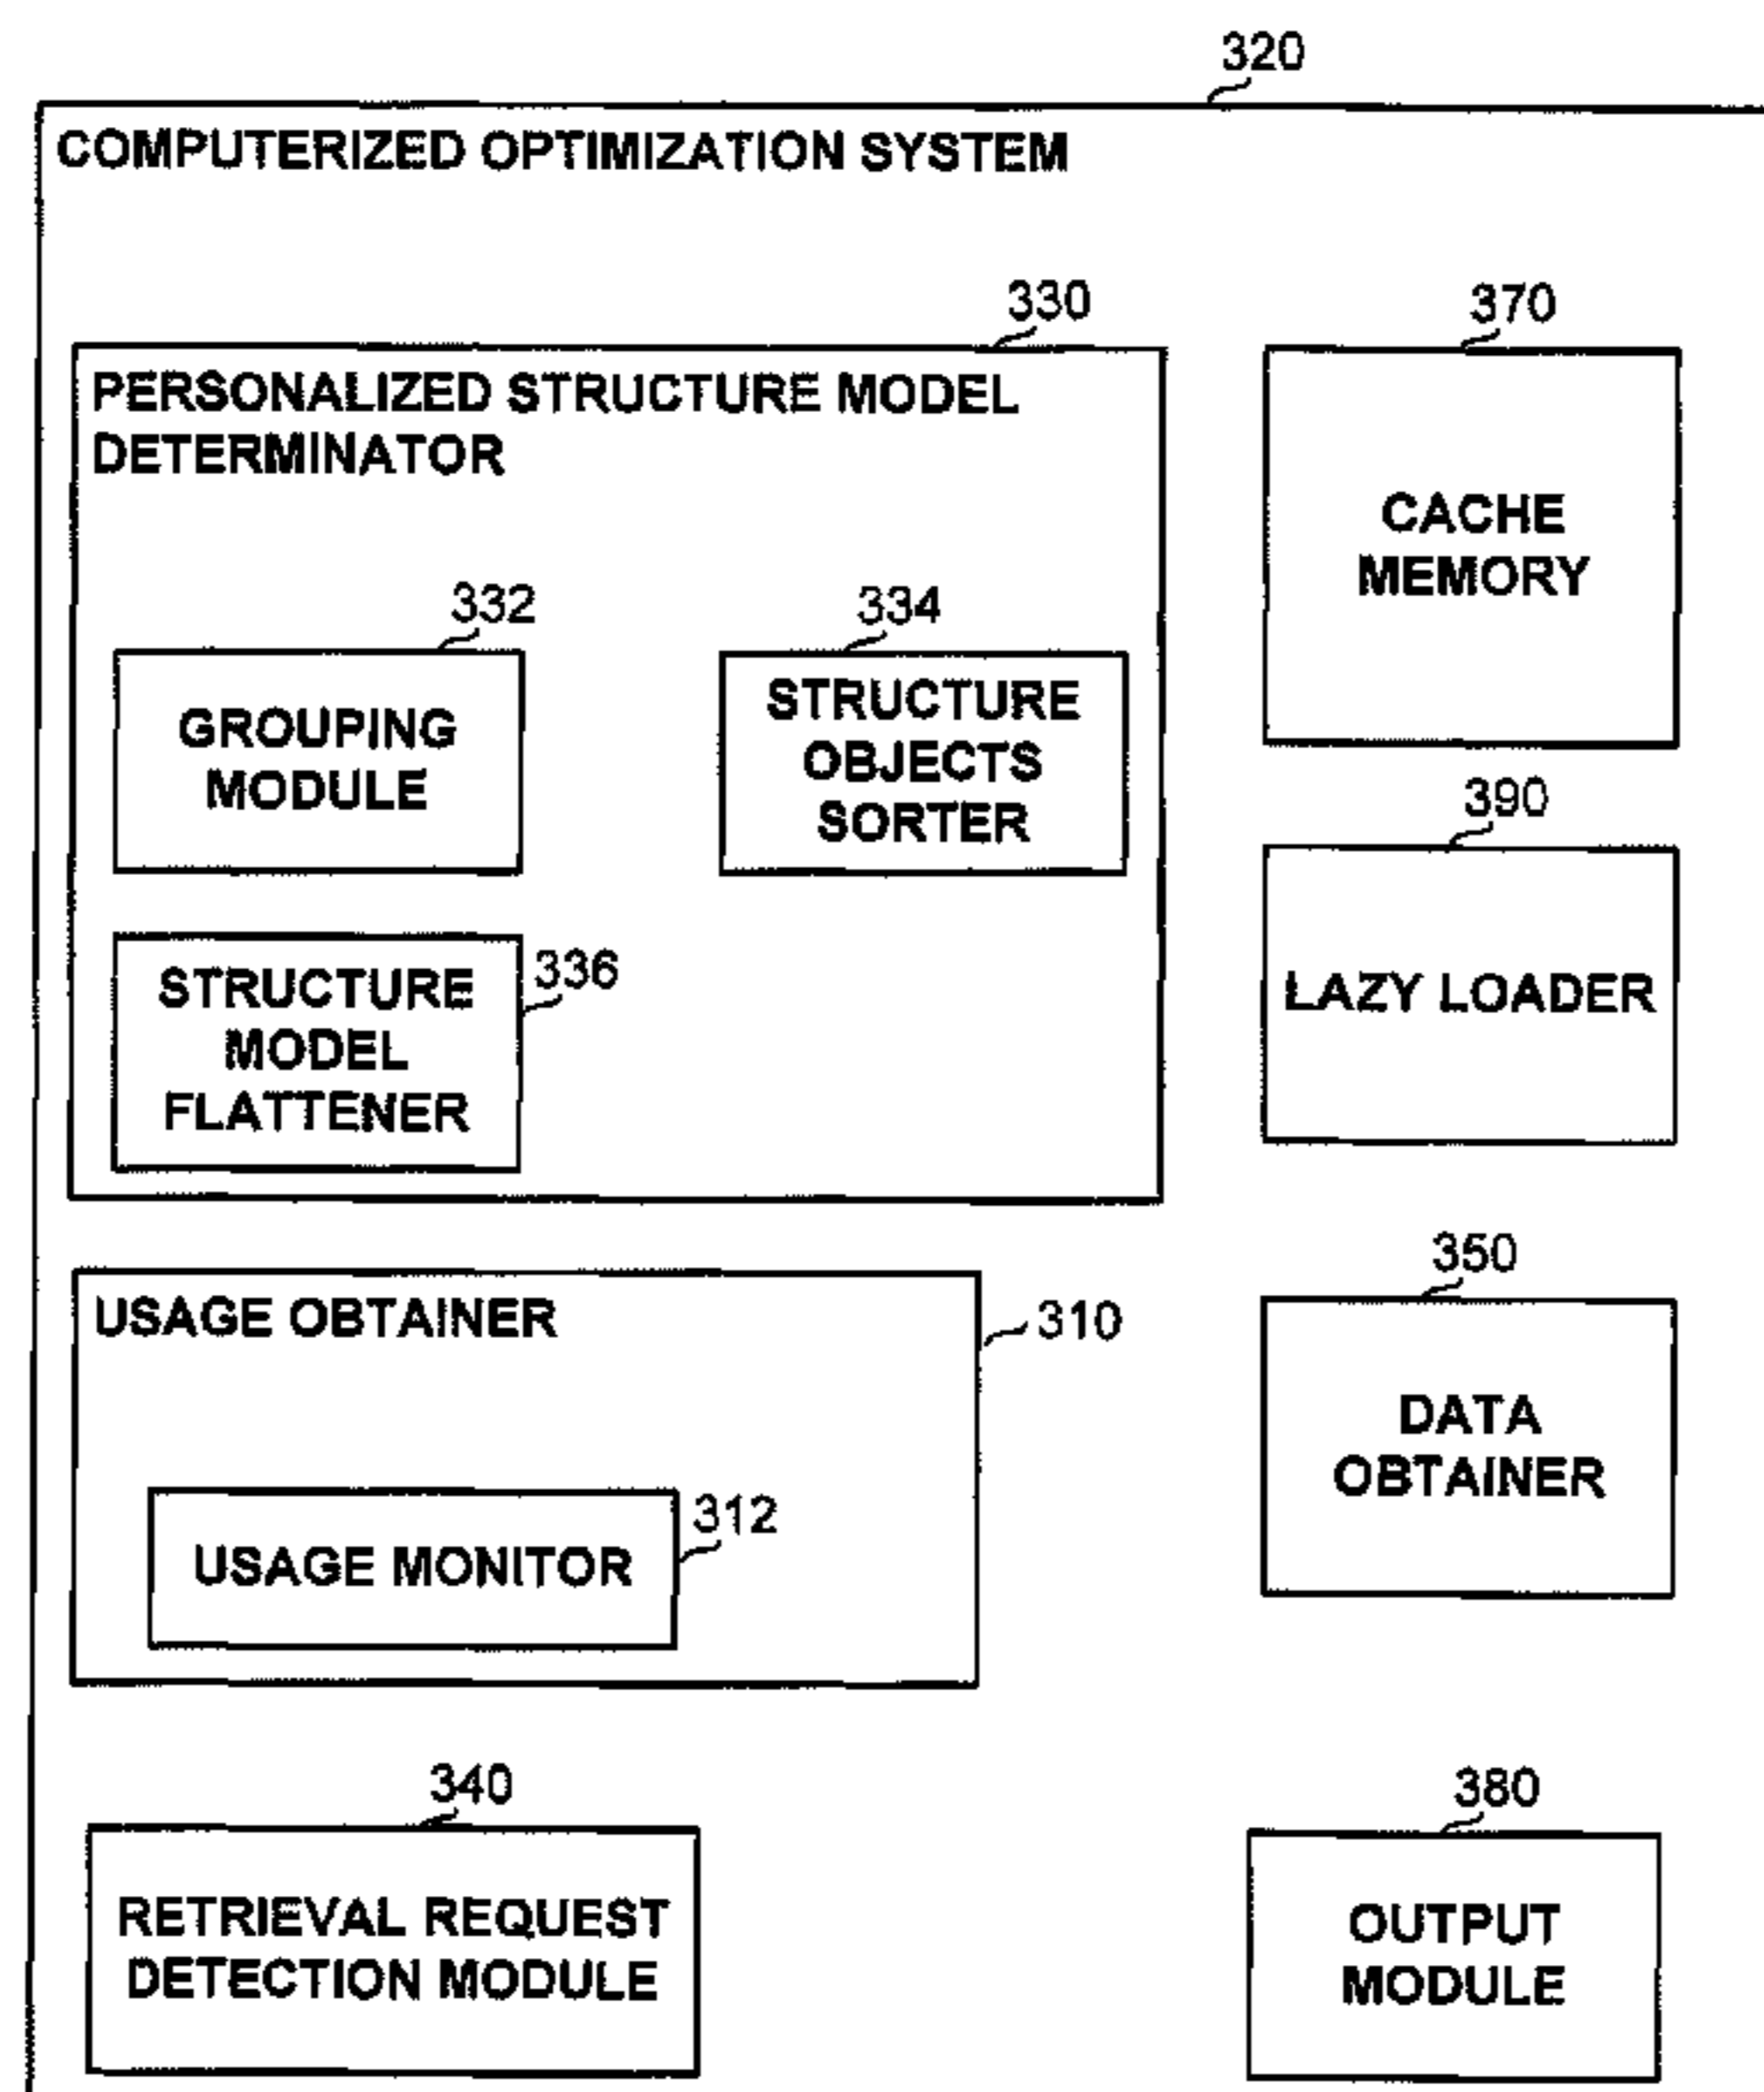 320
COMPUTERIZED OPTIMIZATION SYSTEM
330
PERSONALIZED STRUCTURE MODEL
DETERMINATOR
332
GROUPING
MODULE
334
STRUCTURE
OBJECTS
SORTER
336
STRUCTURE
MODEL
FLATTENER
370
CACHE
MEMORY
390
LAZY LOADER
310
USAGE OBTAINER
312
USAGE MONITOR
350
DATA
OBTAINER
340
RETRIEVAL REQUEST
DETECTION MODULE
380
OUTPUT
MODULE